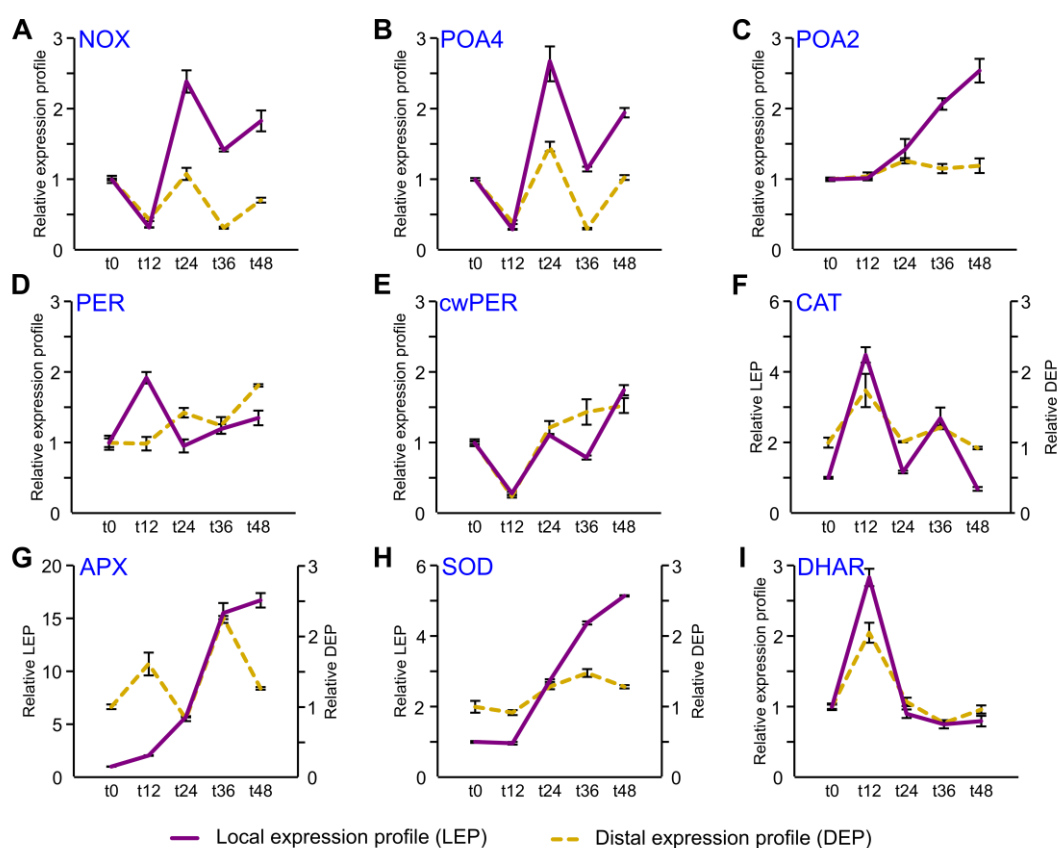 A NOX
Relative expression profile
3
2
1
0
t0 t12 t24 t36 t48
B POA4
Relative expression profile
3
2
1
0
t0 t12 t24 t36 t48
C POA2
Relative expression profile
3
2
1
0
t0 t12 t24 t36 t48
D PER
Relative expression profile
3
2
1
0
t0 t12 t24 t36 t48
E cwPER
Relative expression profile
3
2
1
0
t0 t12 t24 t36 t48
F CAT
Relative LEP
6
4
2
0
3
2
1
0
Relative DEP
t0 t12 t24 t36 t48
G APX
Relative LEP
20
15
10
5
0
3
2
1
0
Relative DEP
t0 t12 t24 t36 t48
H SOD
Relative LEP
6
4
2
0
3
2
1
0
Relative DEP
t0 t12 t24 t36 t48
I DHAR
Relative expression profile
3
2
1
0
t0 t12 t24 t36 t48
Local expression profile (LEP) Distal expression profile (DEP)